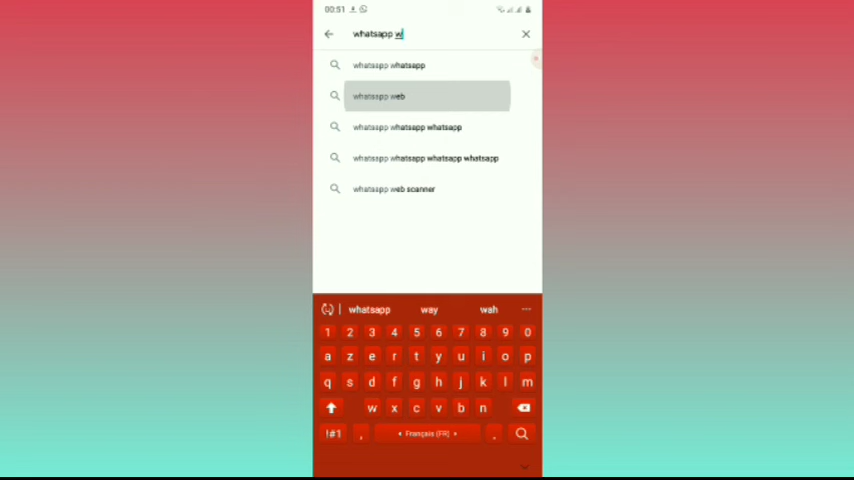 00:51
whatsapp w
whatsapp whatsapp
whatsapp web
whatsapp whatsapp whatsapp
whatsapp whatsapp whatsapp whatsapp
whatsapp web scanner
whatsapp way wah ...
1 2 3 4 5 6 7 8 9 0
a z e r t y u i o p
q s d f g h j k l m
w x c v b n
!#1 , Français (FR) .